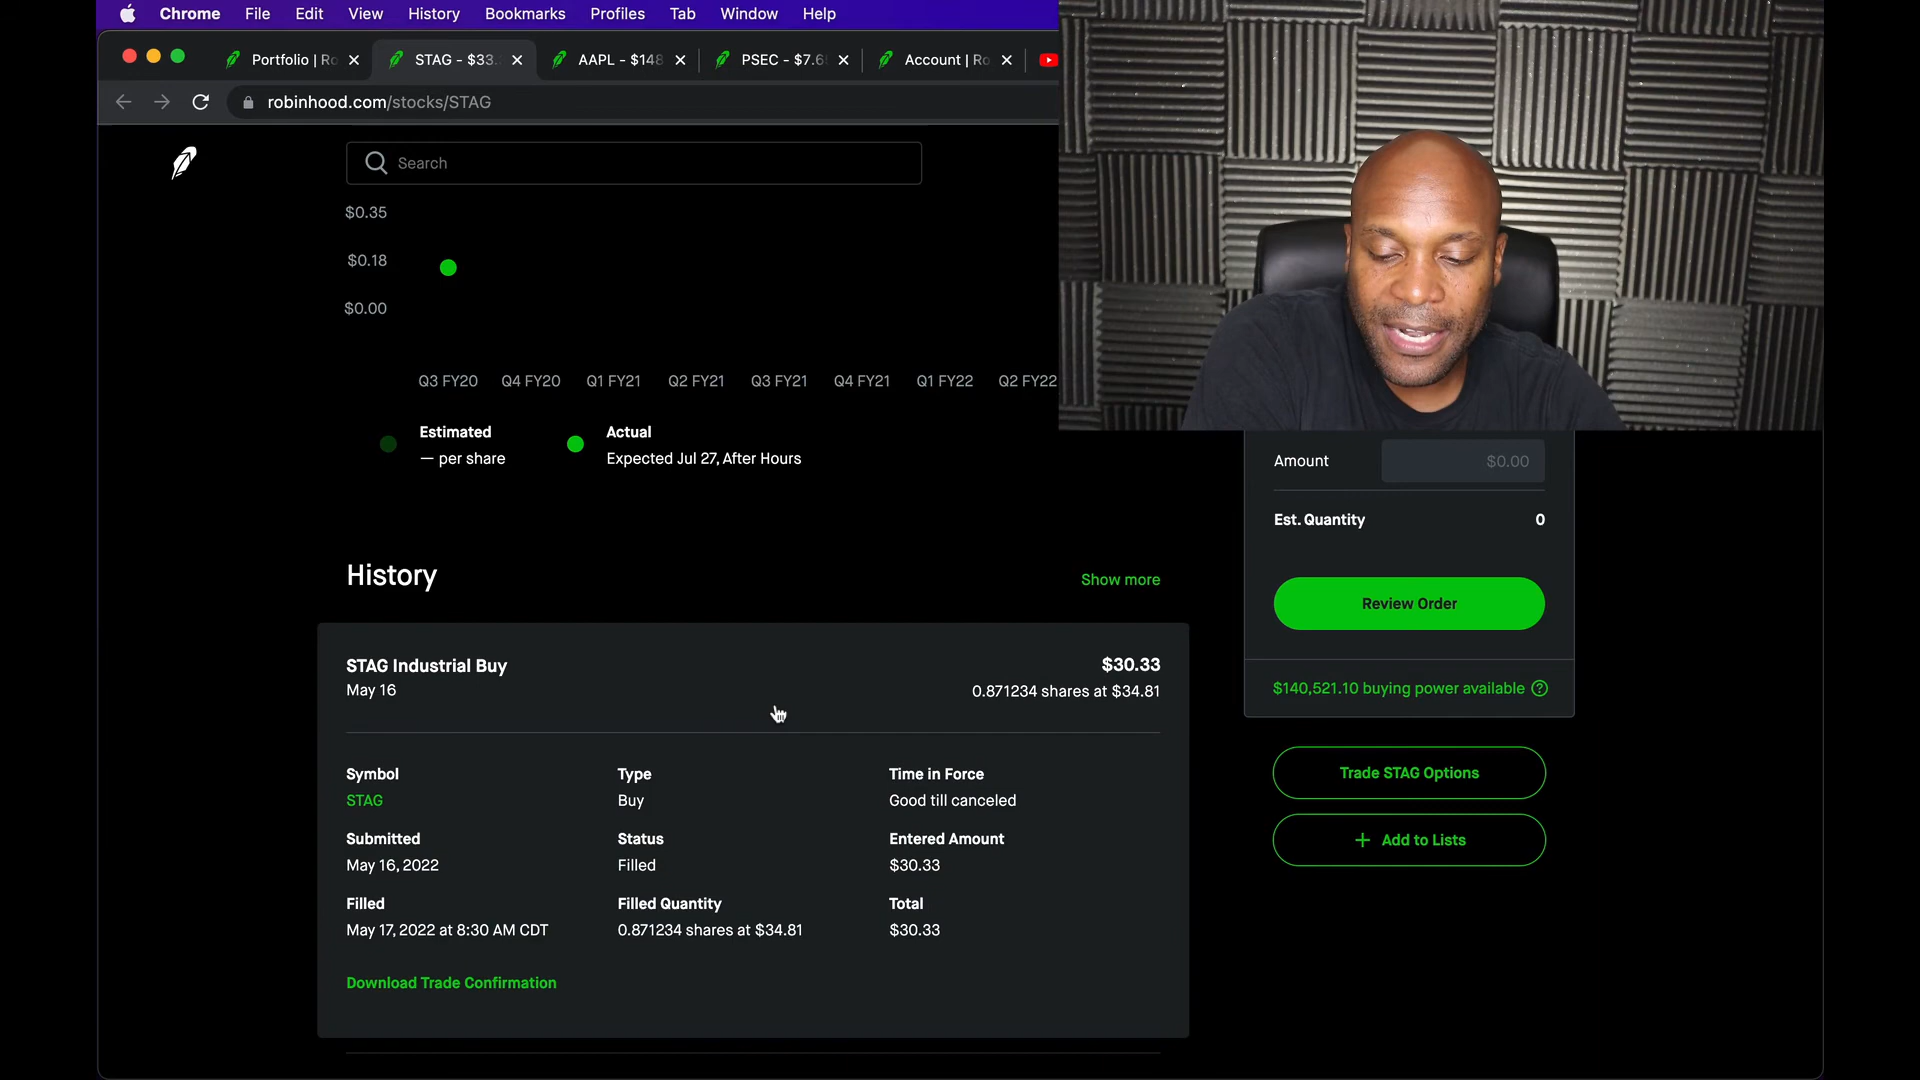 Chrome File Edit View History Bookmarks Profiles Tab Window Help
Portfolio | Ro
STAG - $33.
AAPL - $148
PSEC - $7.6
Account | Ro
robinhood.com/stocks/STAG
Search
$0.35
$0.18
$0.00
Q3 FY20 Q4 FY20 Q1 FY21 Q2 FY21 Q3 FY21 Q4 FY21 Q1 FY22 Q2 FY22
Estimated
— per share
Actual
Expected Jul 27, After Hours
Amount $0.00
Est. Quantity 0
Review Order
$140,521.10 buying power available
Trade STAG Options
+ Add to Lists
History
Show more
STAG Industrial Buy $30.33
May 16 0.871234 shares at $34.81
Symbol Type Time in Force
STAG Buy Good till canceled
Submitted Status Entered Amount
May 16, 2022 Filled $30.33
Filled Filled Quantity Total
May 17, 2022 at 8:30 AM CDT 0.871234 shares at $34.81 $30.33
Download Trade Confirmation